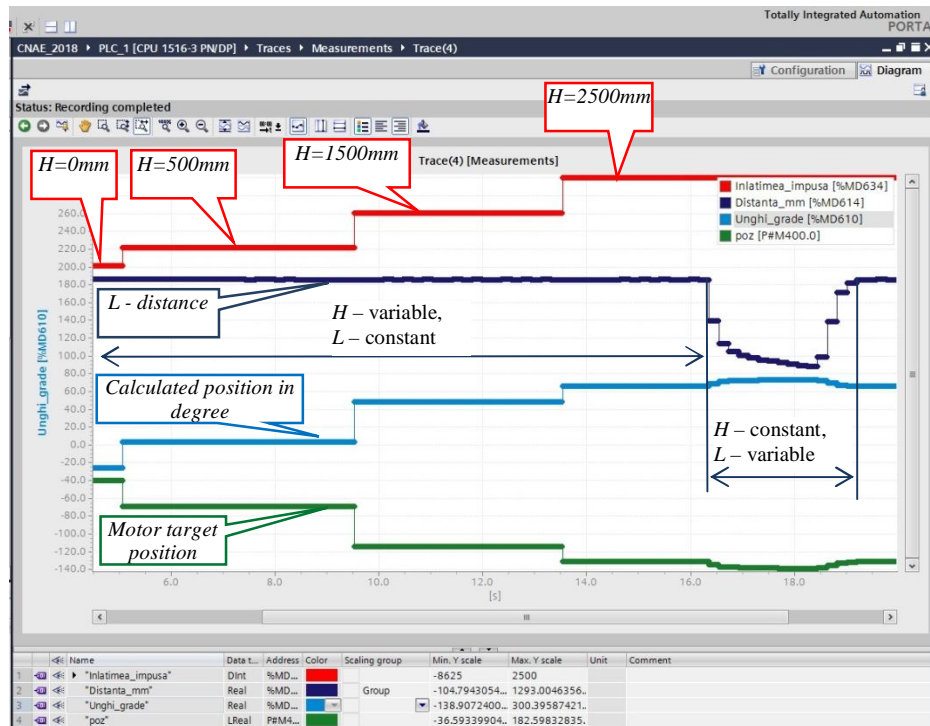 Totally Integrated Automation
PORTA
CNAE_2018 ▸ PLC_1 [CPU 1516-3 PN/DP] ▸ Traces ▸ Measurements ▸ Trace(4)
Configuration Diagram
Status: Recording completed
H=2500mm
H=1500mm
H=0mm
H=500mm
Trace(4) [Measurements]
Inlatimea_impusa [%MD634]
Distanta_mm [%MD614]
Unghi_grade [%MD610]
poz [P#M400.0]
260.0
240.0
220.0
200.0
180.0
160.0
140.0
120.0
100.0
80.0
60.0
40.0
20.0
0.0
-20.0
-40.0
-60.0
-80.0
-100.0
-120.0
-140.0
Unghi_grade [%MD610]
L - distance
H – variable,
L – constant
Calculated position in
degree
H – constant,
L – variable
Motor target
position
6.0 8.0 10.0 12.0 14.0 16.0 18.0
[s]
Name Data t... Address Color Scaling group Min. Y scale Max. Y scale Unit Comment
1 "Inlatimea_impusa" DInt %MD... -8625 2500
2 "Distanta_mm" Real %MD... Group -104.7943054... 1293.0046356...
3 "Unghi_grade" Real %MD... -138.9072400... 300.39587421...
4 "poz" LReal P#M4... -36.59339904... 182.59832835...